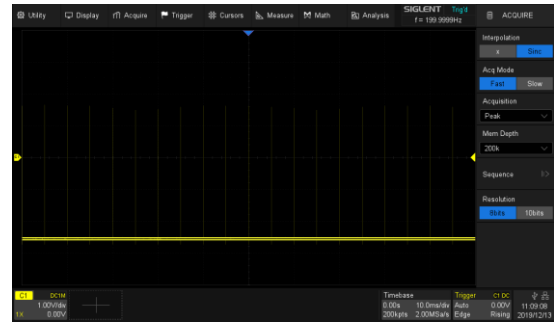 Utility Display Acquire Trigger Cursors Measure Math Analysis
SIGLENT Trig'd
f = 199.9999Hz
ACQUIRE
Interpolation
x Sinc
Acq Mode
Fast Slow
Acquisition
Peak
Mem Depth
200k
Sequence
Resolution
8bits 10bits
C1 DC1M
1.00V/div
1X 0.00V
Timebase
0.00s 10.0ms/div
200kpts 2.00MSa/s
Trigger C1 DC
Auto 0.00V
Edge Rising
11:09:08
2019/12/13